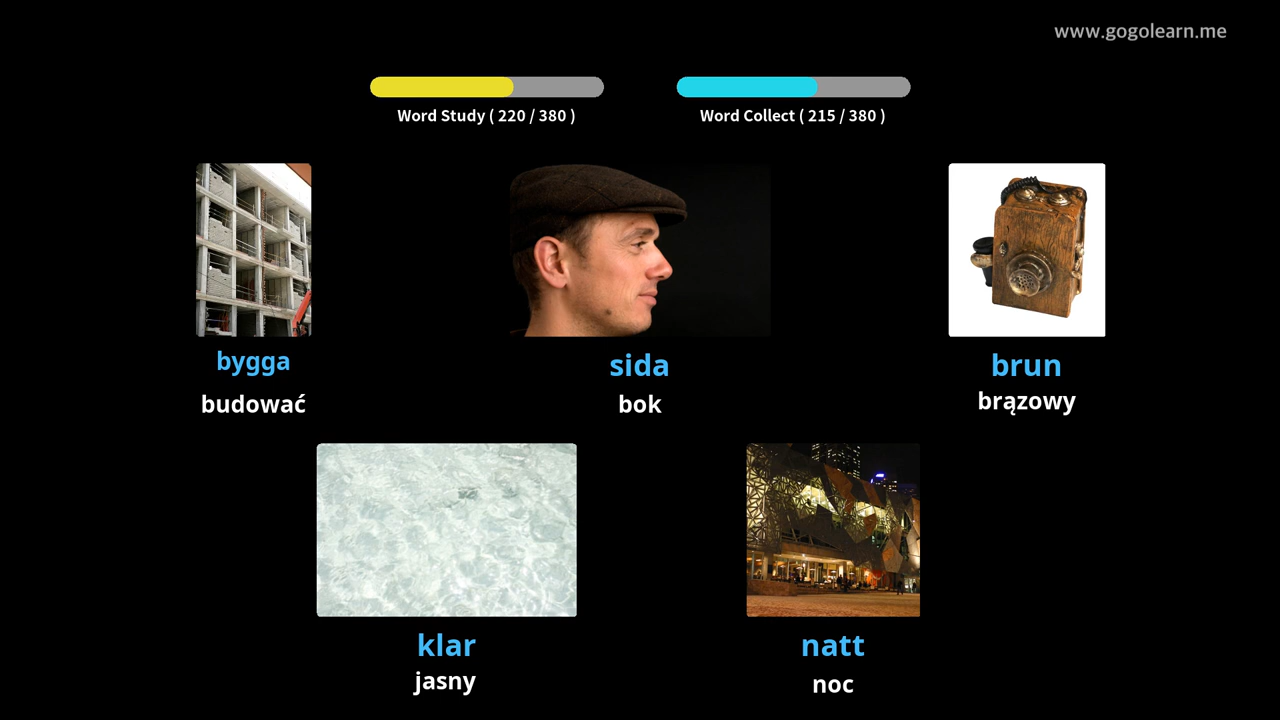 www.gogolearn.me
Word Study ( 220 / 380 )
Word Collect ( 215 / 380 )
bygga
budować
sida
bok
brun
brązowy
klar
jasny
natt
noc